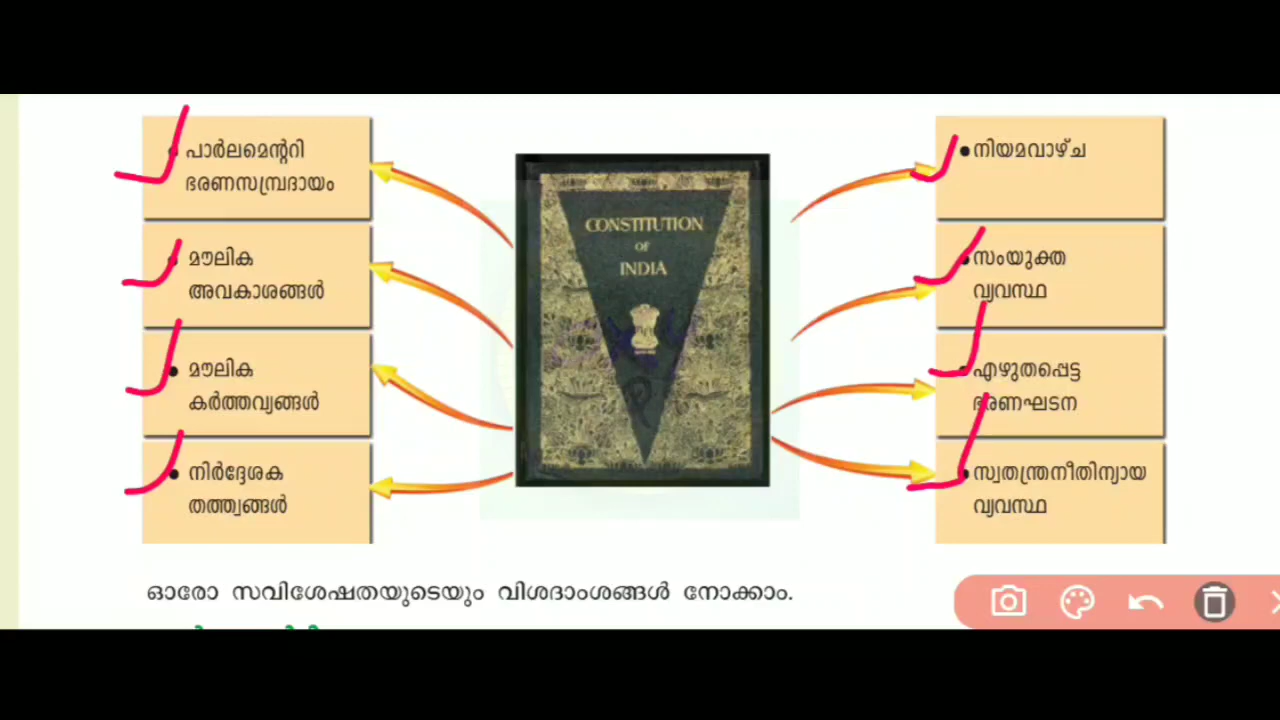 പാർലമെന്ററി
ഭരണസമ്പ്രദായം
മൗലിക
അവകാശങ്ങൾ
മൗലിക
കർത്തവ്യങ്ങൾ
നിർദ്ദേശക
തത്ത്വങ്ങൾ
CONSTITUTION
OF
INDIA
നിയമവാഴ്ച
സംയുക്ത
വ്യവസ്ഥ
എഴുതപ്പെട്ട
ഭരണഘടന
സ്വതന്ത്രനീതിന്യായ
വ്യവസ്ഥ
ഓരോ സവിശേഷതയുടെയും വിശദാംശങ്ങൾ നോക്കാം.